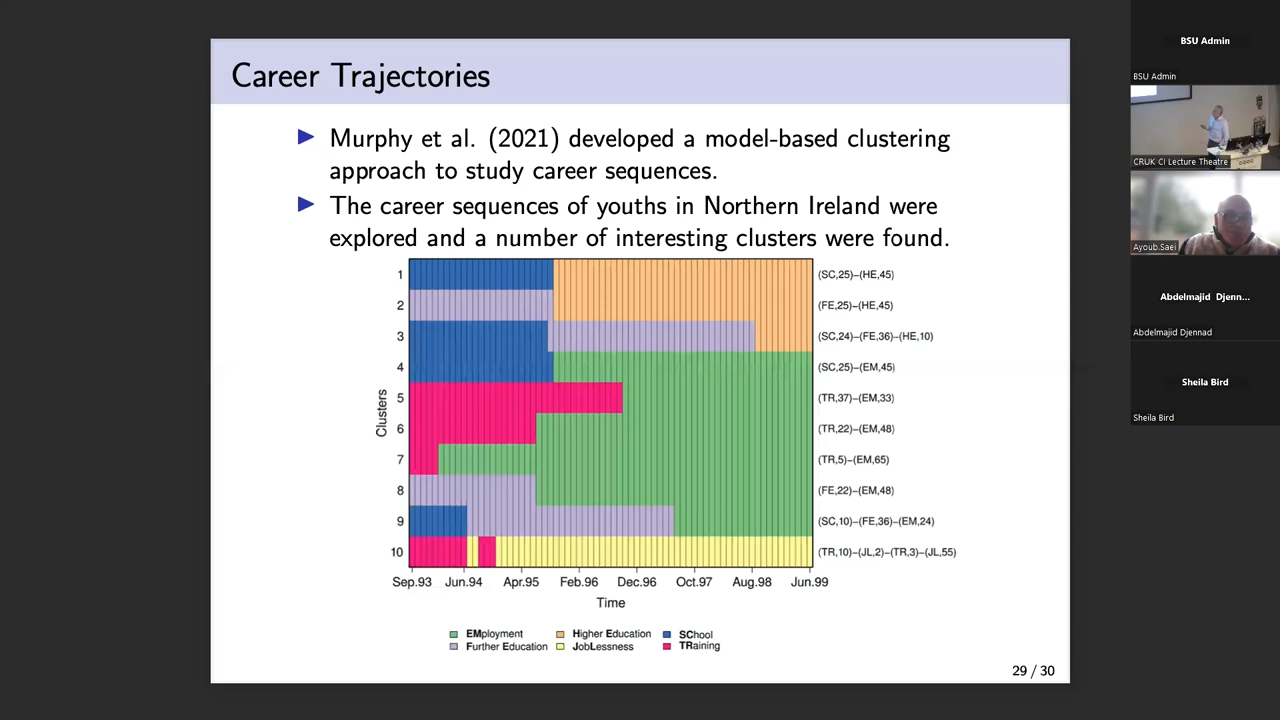 Career Trajectories
▶ Murphy et al. (2021) developed a model-based clustering
approach to study career sequences.
▶ The career sequences of youths in Northern Ireland were
explored and a number of interesting clusters were found.
Clusters
1 (SC,25)−(HE,45)
2 (FE,25)−(HE,45)
3 (SC,24)−(FE,36)−(HE,10)
4 (SC,25)−(EM,45)
5 (TR,37)−(EM,33)
6 (TR,22)−(EM,48)
7 (TR,5)−(EM,65)
8 (FE,22)−(EM,48)
9 (SC,10)−(FE,36)−(EM,24)
10 (TR,10)−(JL,2)−(TR,3)−(JL,55)
Sep.93 Jun.94 Apr.95 Feb.96 Dec.96 Oct.97 Aug.98 Jun.99
Time
EMployment Higher Education SChool
Further Education JobLessness TRaining
29 / 30
BSU Admin
BSU Admin
CRUK CI Lecture Theatre
Ayoub.Saei
Abdelmajid Djenn...
Abdelmajid Djennad
Sheila Bird
Sheila Bird